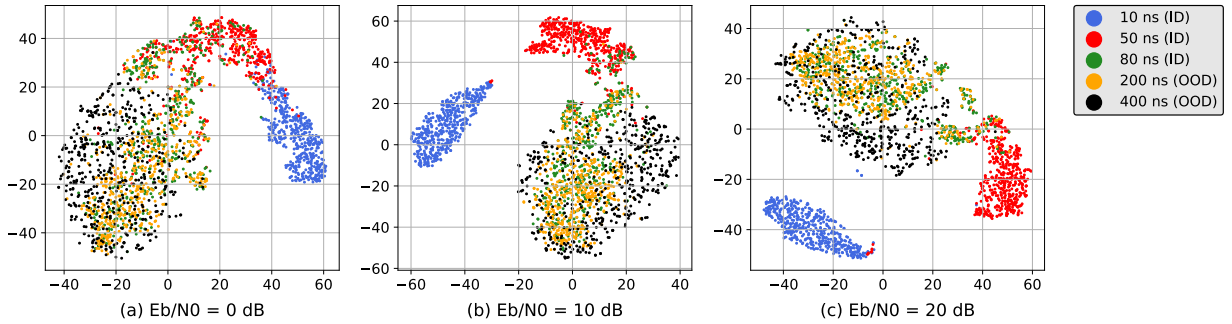 40
20
0
−20
−40
−40 −20 0 20 40 60
(a) Eb/N0 = 0 dB
60
40
20
0
−20
−40
−60
−60 −40 −20 0 20 40
(b) Eb/N0 = 10 dB
40
20
0
−20
−40
−40 −20 0 20 40 60
(c) Eb/N0 = 20 dB
10 ns (ID)
50 ns (ID)
80 ns (ID)
200 ns (OOD)
400 ns (OOD)